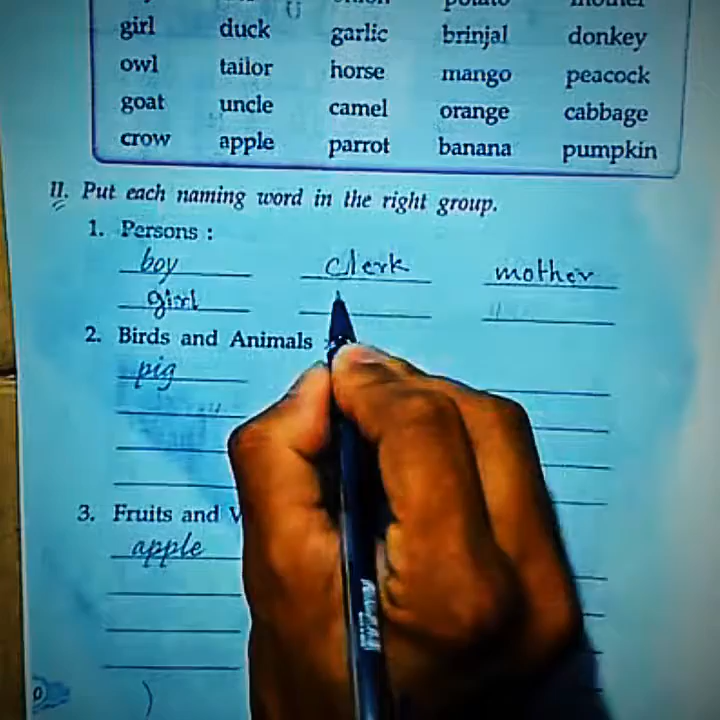 potato mother
girl duck garlic brinjal donkey
owl tailor horse mango peacock
goat uncle camel orange cabbage
crow apple parrot banana pumpkin
II. Put each naming word in the right group.
1. Persons :
boy clerk mother
girl
2. Birds and Animals :
pig
3. Fruits and
apple